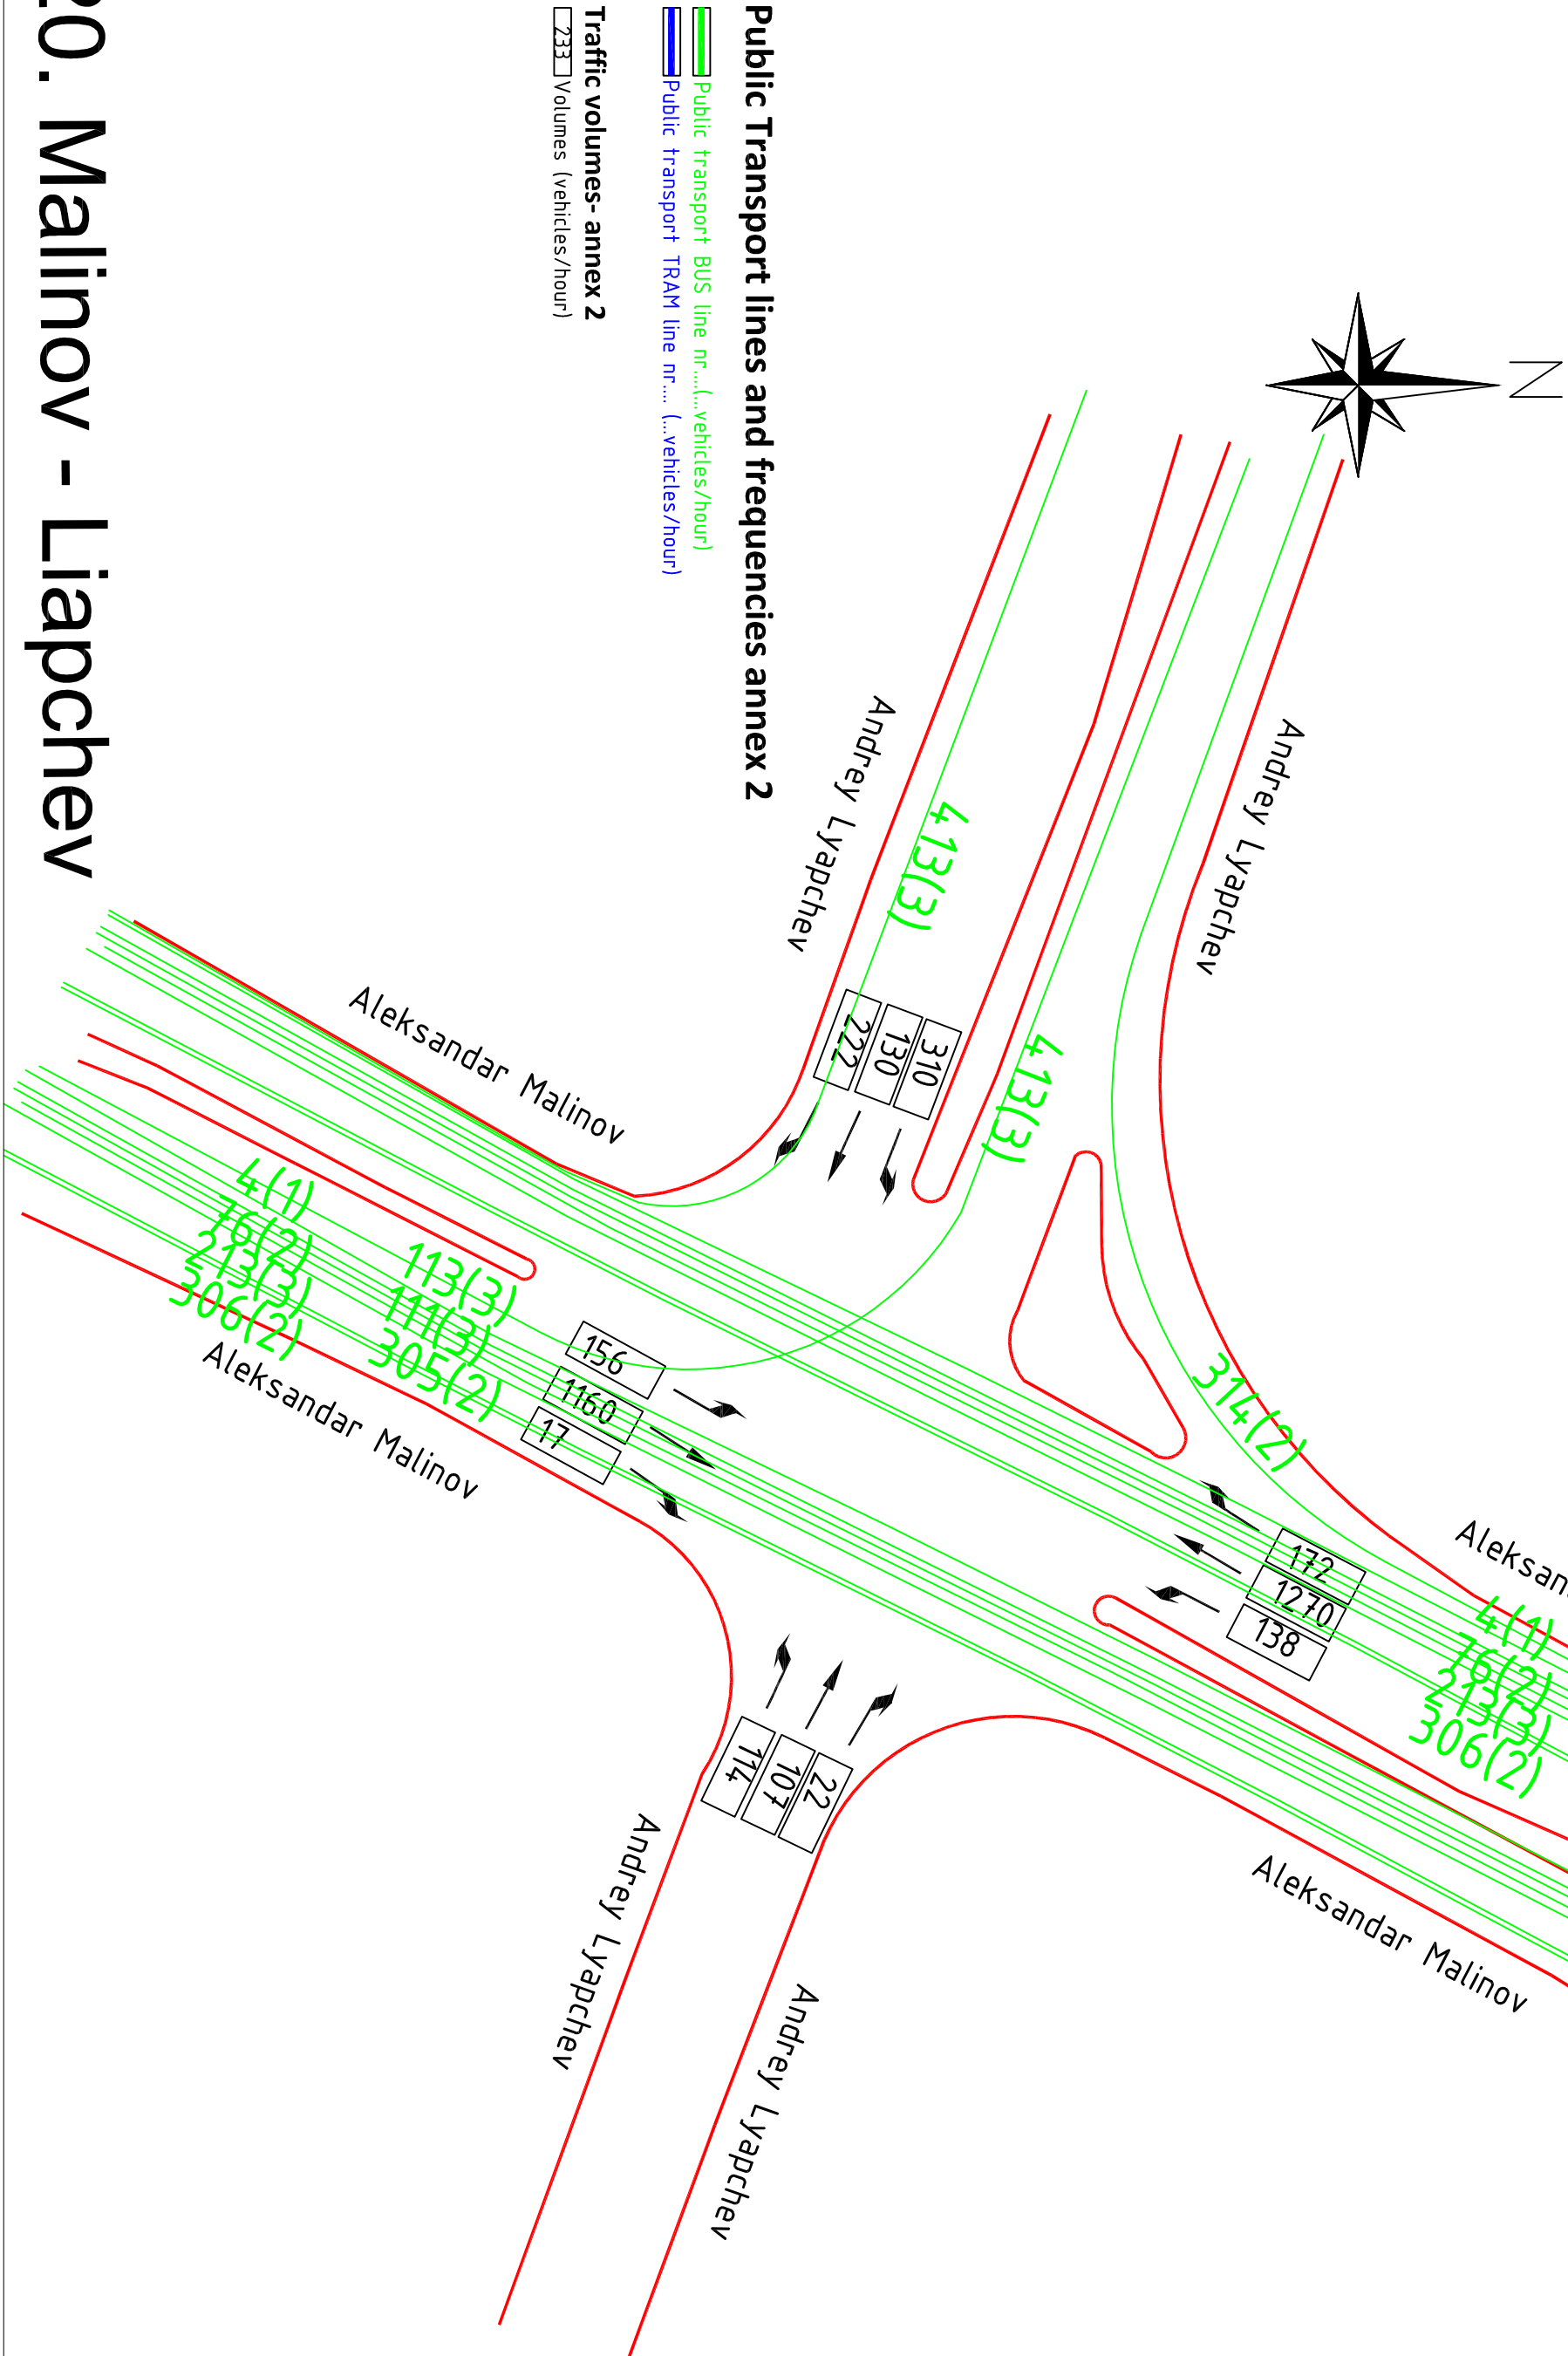 20. Malinov - Liapchev
Public Transport lines and frequencies annex 2
Public transport BUS line nr....(...vehicles/hour)
Public transport TRAM line nr.... (...vehicles/hour)
Traffic volumes- annex 2
233
Volumes (vehicles/hour)
N
Andrey Lyapchev
Andrey Lyapchev
413(3)
413(3)
222
130
310
Aleksandar Malinov
4(1)
76(2)
213(3)
306(2)
113(3)
111(3)
305(2)
Aleksandar Malinov
156
1160
17
314(2)
172
1270
138
Aleksan
4(1)
76(2)
213(3)
306(2)
114
107
22
Aleksandar Malinov
Andrey Lyapchev
Andrey Lyapchev